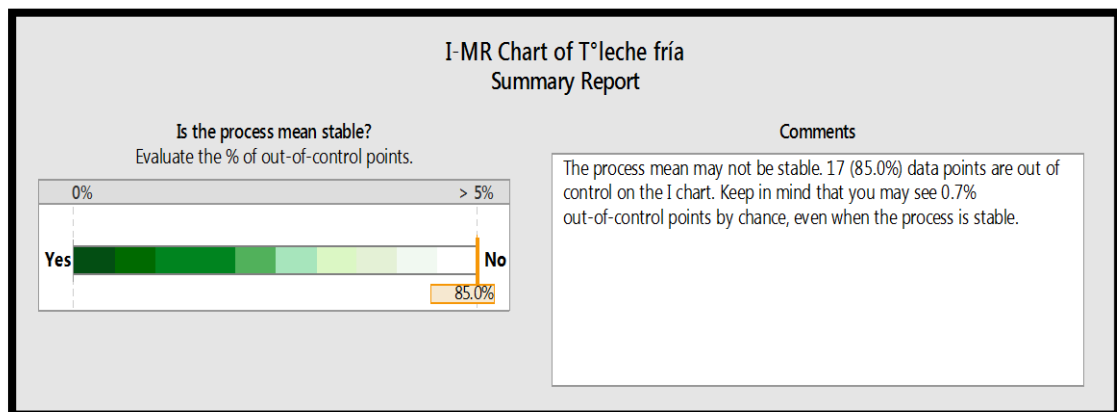 I-MR Chart of T°leche fría
Summary Report
Is the process mean stable?
Evaluate the % of out-of-control points.
0%
> 5%
Yes
No
85.0%
Comments
The process mean may not be stable. 17 (85.0%) data points are out of
control on the I chart. Keep in mind that you may see 0.7%
out-of-control points by chance, even when the process is stable.